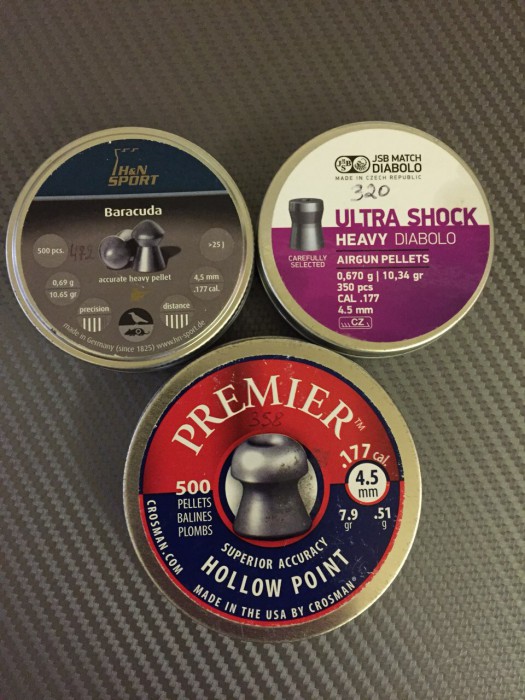 H&N
SPORT
Baracuda
500 pcs.
>25 J
accurate heavy pellet
0,69 g
10.65 gr
4,5 mm
.177 cal.
precision
distance
made in Germany (since 1825) www.hn-sport.de
JSB
JSB MATCH
DIABOLO
MADE IN CZECH REPUBLIC
320
ULTRA SHOCK
HEAVY DIABOLO
CAREFULLY
SELECTED
AIRGUN PELLETS
0,670 g | 10,34 gr
350 pcs
CAL .177
4.5 mm
CZ
PREMIER™
358
.177 cal.
4.5
mm
500
PELLETS
BALINES
PLOMBS
7.9
gr
.51
g
CROSMAN.COM
SUPERIOR ACCURACY
HOLLOW POINT
MADE IN THE USA BY CROSMAN®